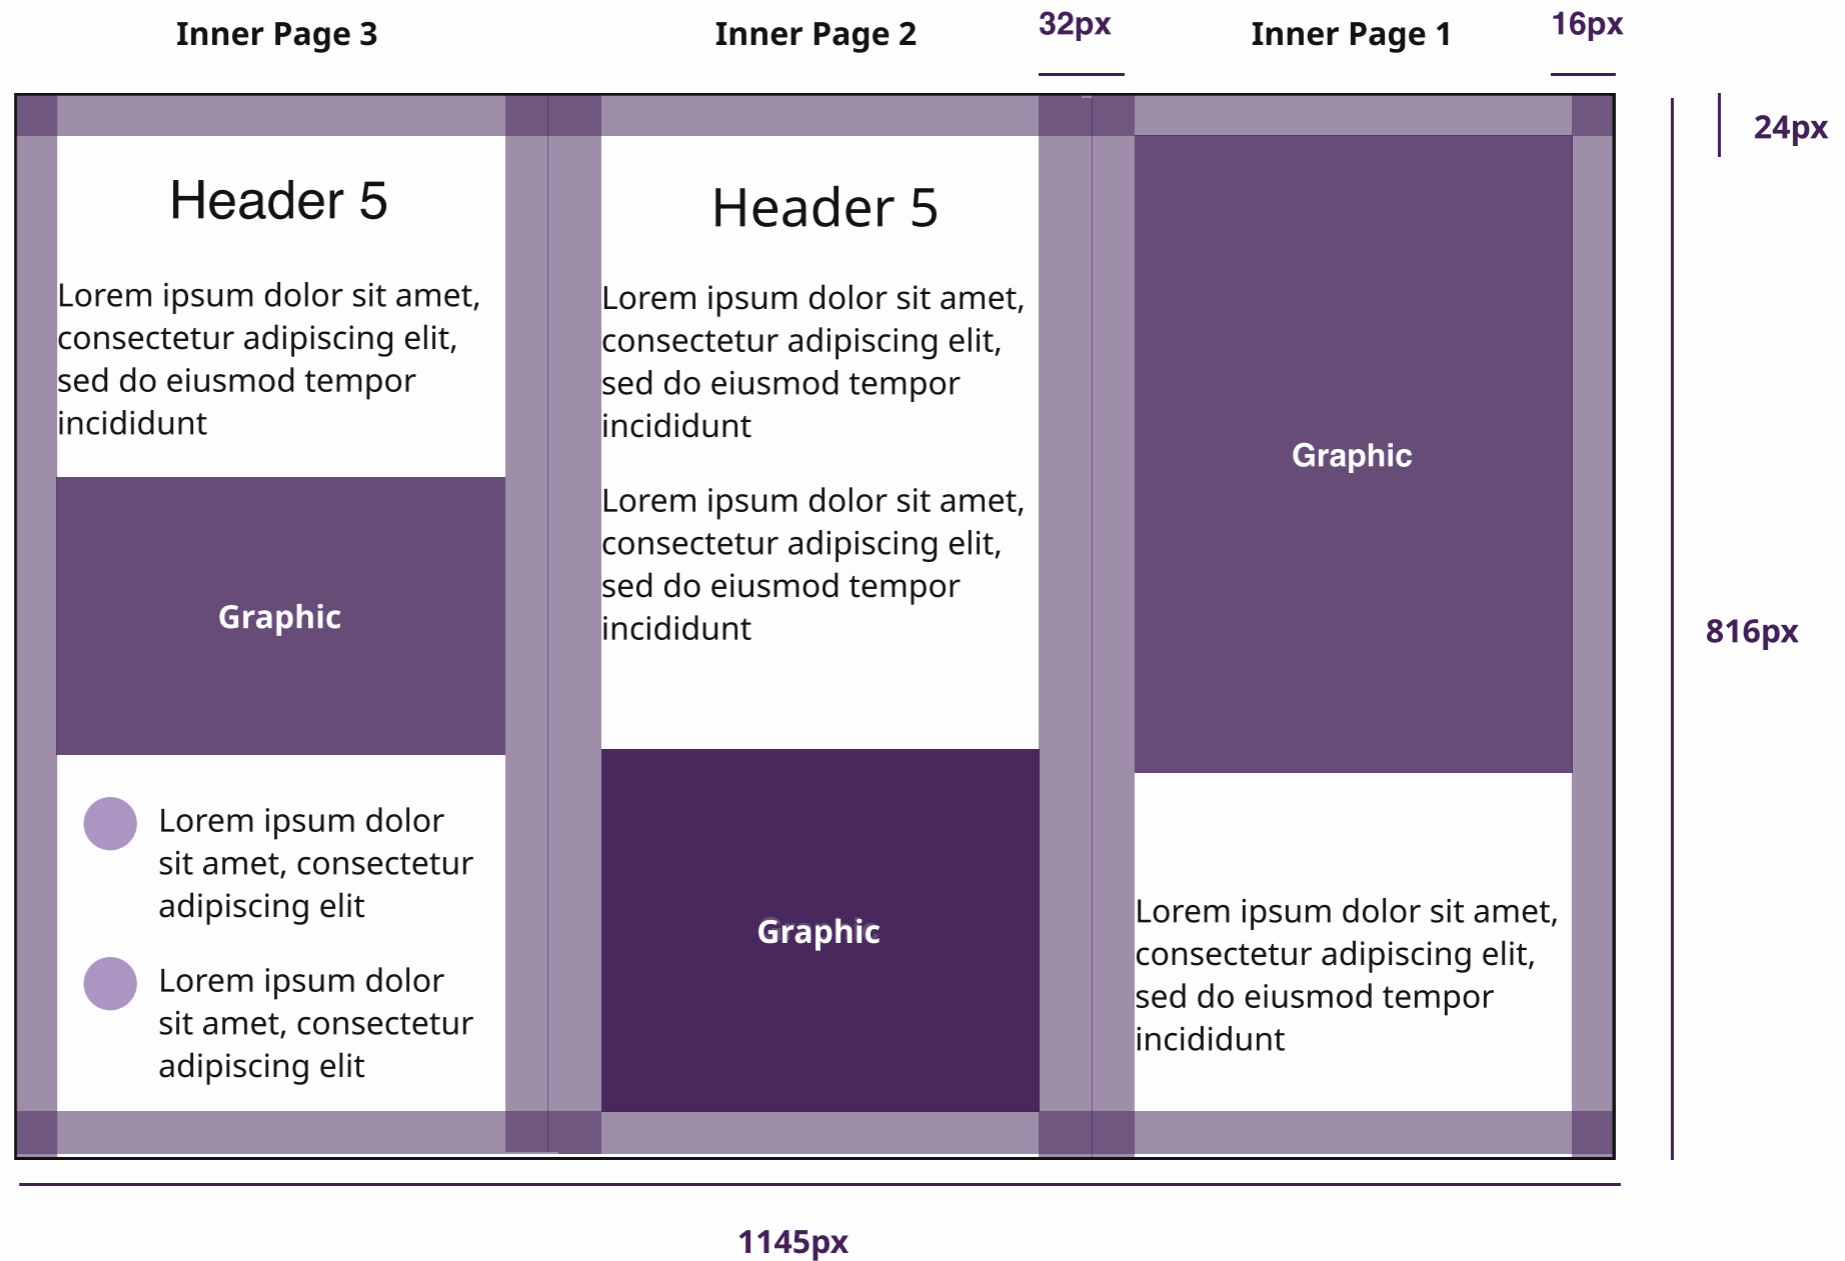 Inner Page 3
Inner Page 2
32px
Inner Page 1
16px
24px
Header 5
Lorem ipsum dolor sit amet,
consectetur adipiscing elit,
sed do eiusmod tempor
incididunt
Graphic
Lorem ipsum dolor
sit amet, consectetur
adipiscing elit
Lorem ipsum dolor
sit amet, consectetur
adipiscing elit
Header 5
Lorem ipsum dolor sit amet,
consectetur adipiscing elit,
sed do eiusmod tempor
incididunt
Lorem ipsum dolor sit amet,
consectetur adipiscing elit,
sed do eiusmod tempor
incididunt
Graphic
Graphic
Lorem ipsum dolor sit amet,
consectetur adipiscing elit,
sed do eiusmod tempor
incididunt
816px
1145px